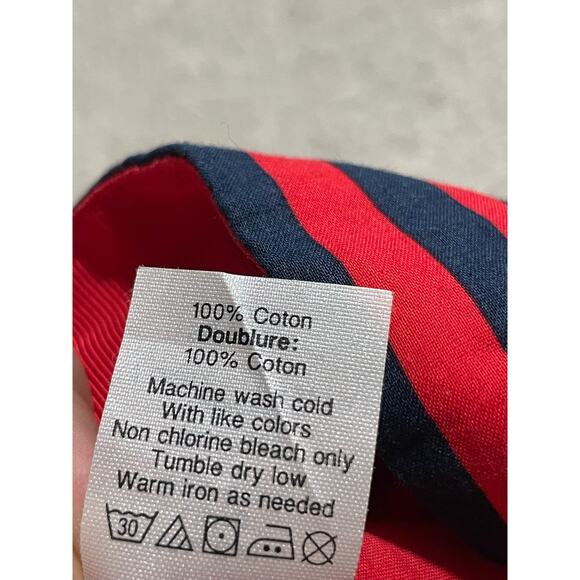 100% Coton
Doublure:
100% Coton
Machine wash cold
With like colors
Non chlorine bleach only
Tumble dry low
Warm iron as needed
30